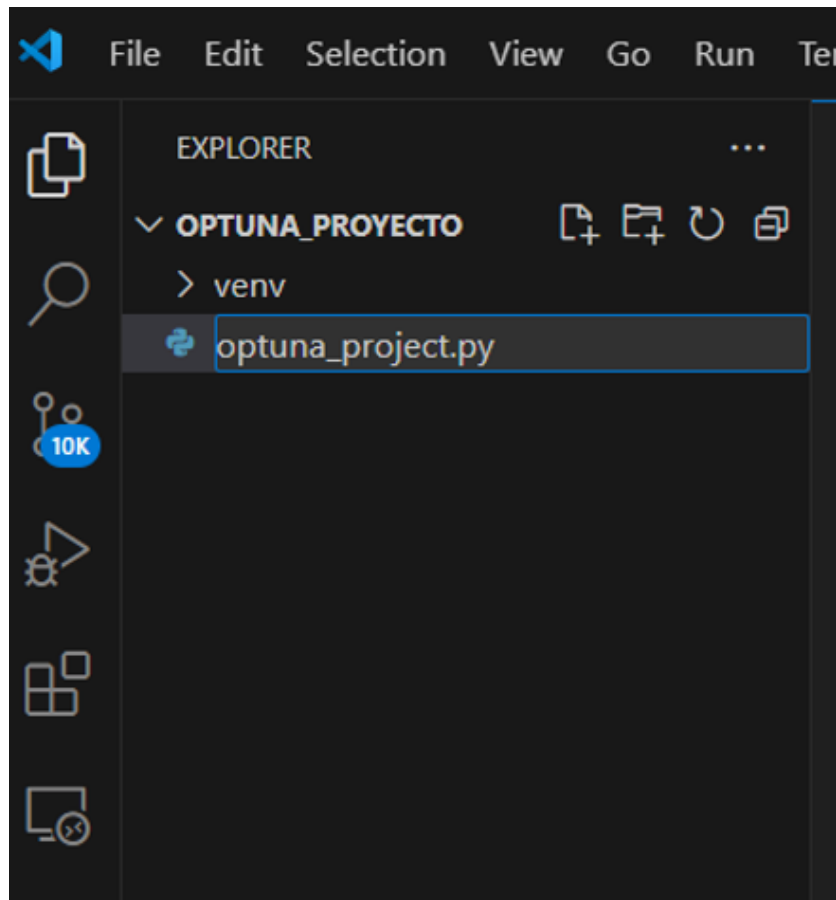 File Edit Selection View Go Run
EXPLORER
OPTUNA_PROYECTO
venv
optuna_project.py
10K